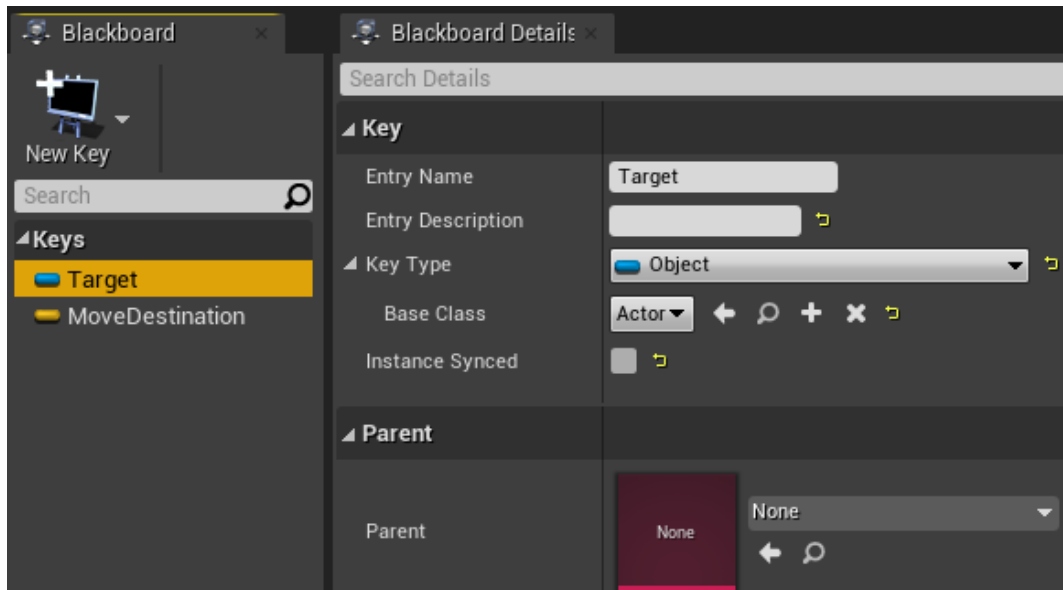 Blackboard
New Key
Search
Keys
Target
MoveDestination
Blackboard Details
Search Details
Key
Entry Name Target
Entry Description
Key Type Object
Base Class Actor
Instance Synced
Parent
Parent None None